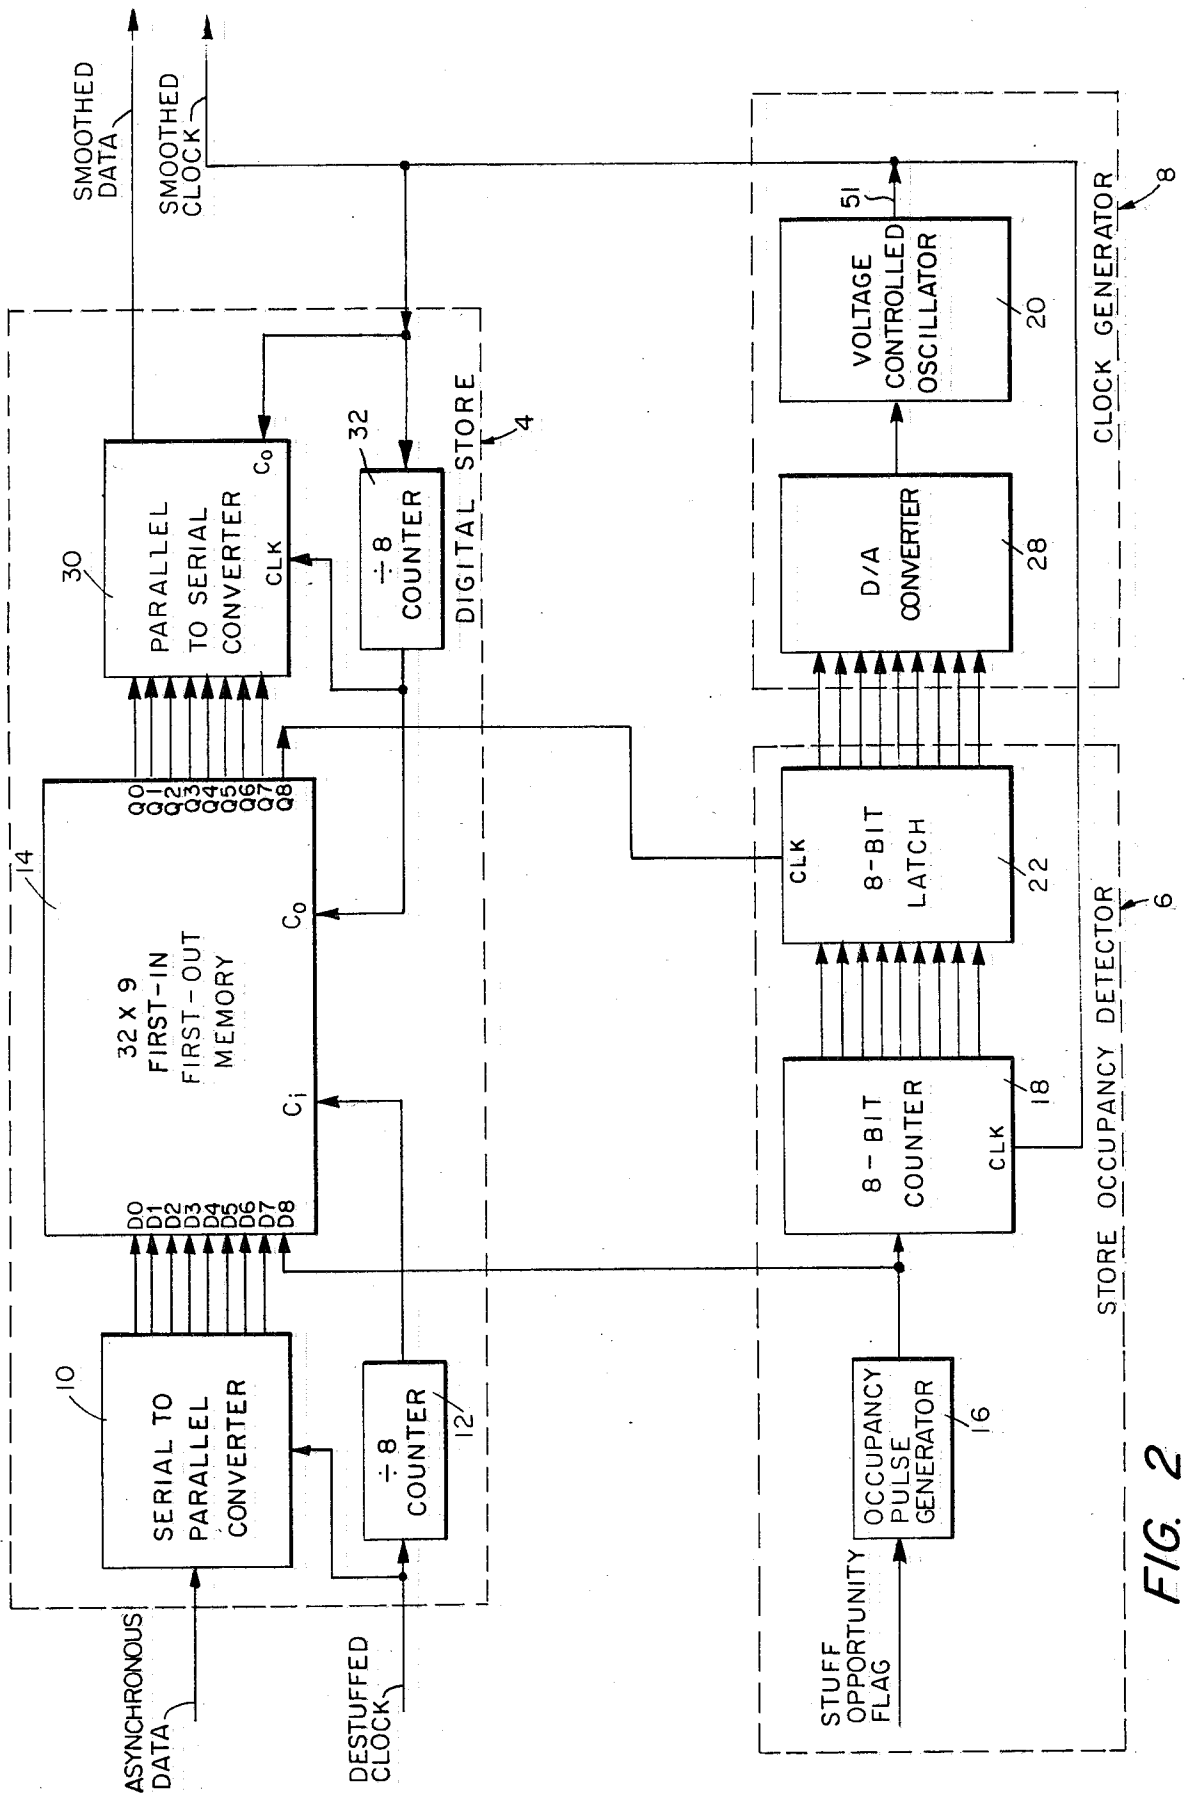 ASYNCHRONOUS
DATA
DESTUFFED
CLOCK
10
SERIAL TO
PARALLEL
CONVERTER
÷8
COUNTER
12
D0
D1
D2
D3
D4
D5
D6
D7
D8
14
32 X 9
FIRST-IN
FIRST-OUT
MEMORY
Ci
Co
Q0
Q1
Q2
Q3
Q4
Q5
Q6
Q7
Q8
30
PARALLEL
TO SERIAL
CONVERTER
CLK
Co
32
÷8
COUNTER
DIGITAL STORE
4
SMOOTHED
DATA
SMOOTHED
CLOCK
STUFF
OPPORTUNITY
FLAG
OCCUPANCY
PULSE
GENERATOR
16
8-BIT
COUNTER
CLK
18
CLK
8-BIT
LATCH
22
STORE OCCUPANCY DETECTOR
6
D/A
CONVERTER
28
VOLTAGE
CONTROLLED
OSCILLATOR
20
51
CLOCK GENERATOR
8
FIG. 2